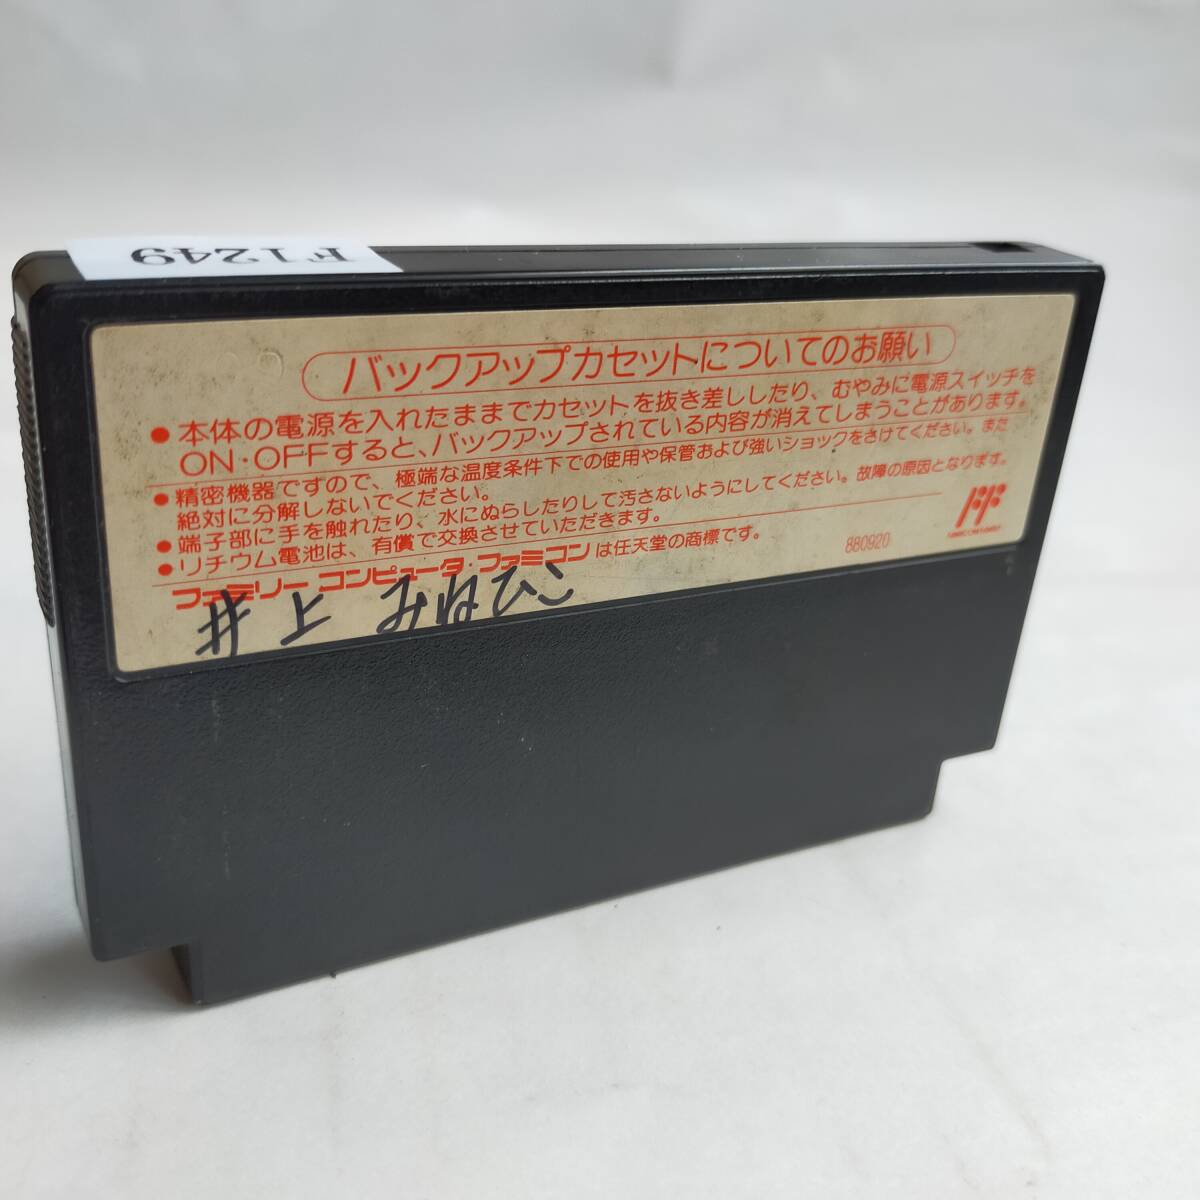 F1249
バックアップカセットについてのお願い
●本体の電源を入れたままでカセットを抜き差ししたり、むやみに電源スイッチを
ON・OFFすると、バックアップされている内容が消えてしまうことがあります。
●精密機器ですので、極端な温度条件下での使用や保管および強いショックをさけてください。また
絶対に分解しないでください。
●端子部に手を触れたり、水にぬらしたりして汚さないようにしてください。故障の原因となります。
●リチウム電池は、有償で交換させていただきます。
ファミリーコンピュータ・ファミコンは任天堂の商標です。
880920
井上 みねひこ